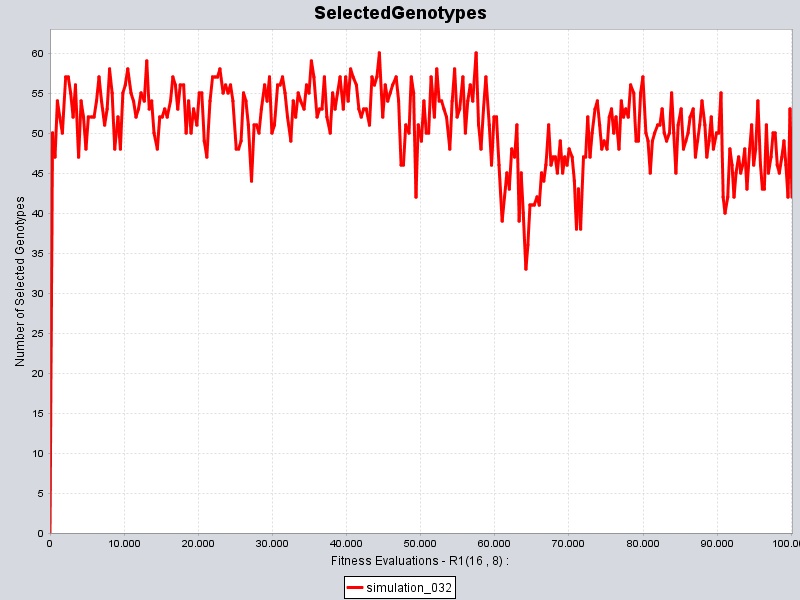 SelectedGenotypes
Number of Selected Genotypes
60
55
50
45
40
35
30
25
20
15
10
5
0
0 10.000 20.000 30.000 40.000 50.000 60.000 70.000 80.000 90.000 100.00
Fitness Evaluations - R1(16 , 8) :
simulation_032